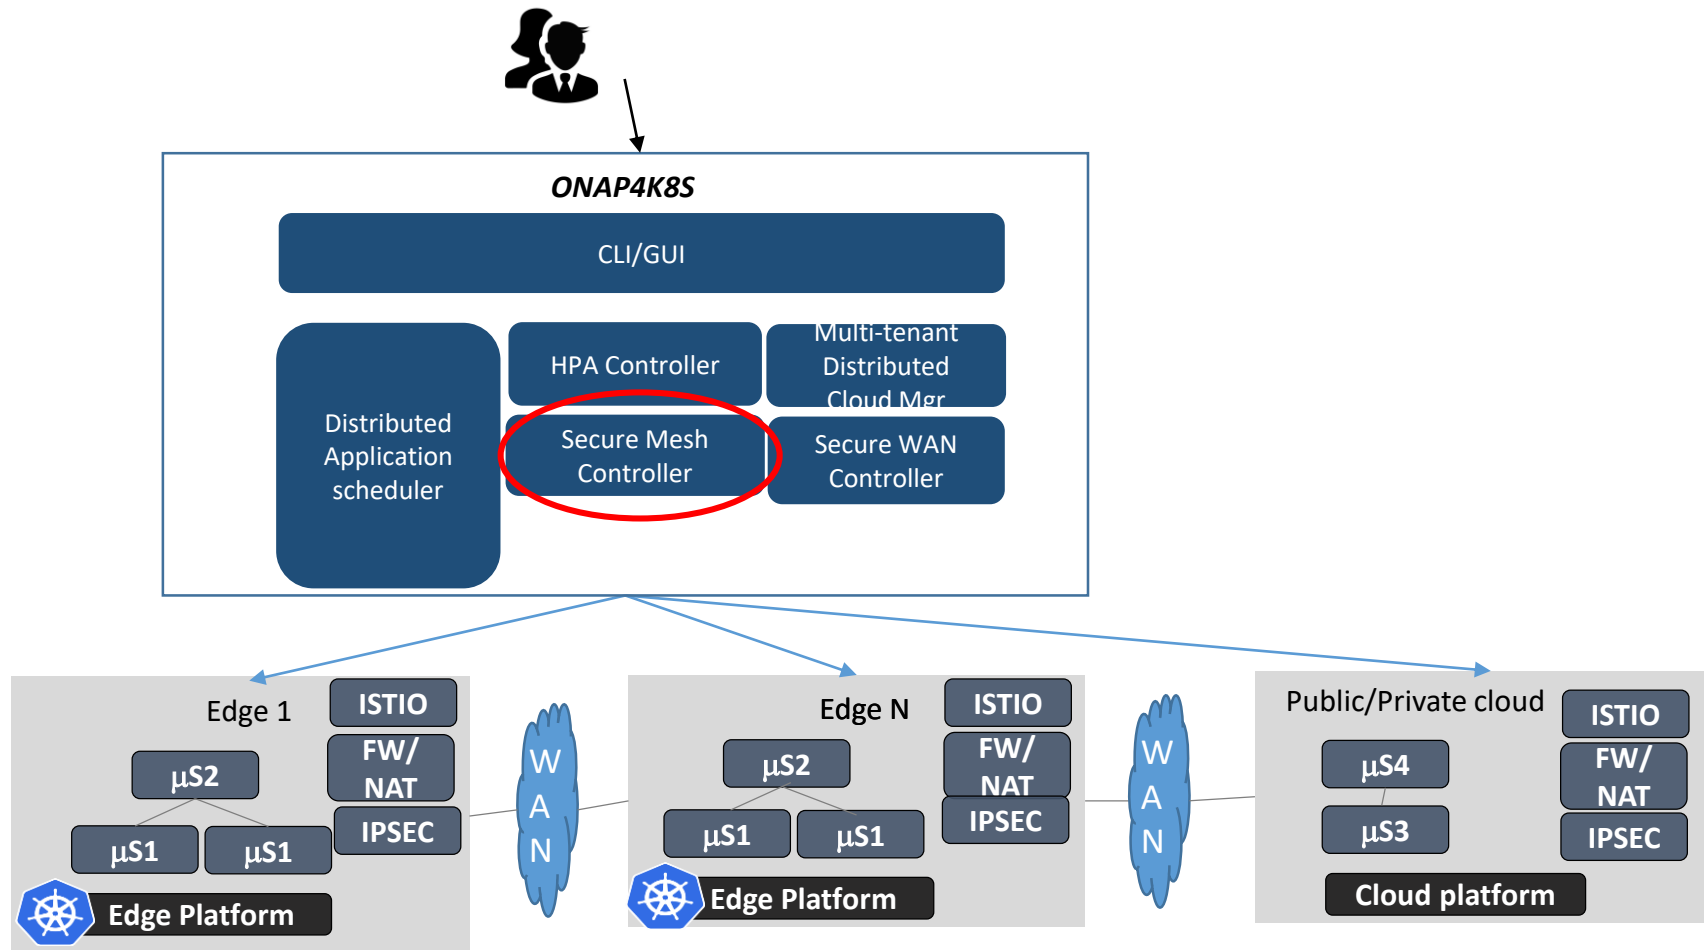 ONAP4K8S
CLI/GUI
Distributed
Application
scheduler
HPA Controller
Multi-tenant
Distributed
Cloud Mgr
Secure Mesh
Controller
Secure WAN
Controller
Edge 1
ISTIO
FW/
NAT
IPSEC
μS2
μS1
μS1
Edge Platform
W
A
N
Edge N
ISTIO
FW/
NAT
IPSEC
μS2
μS1
μS1
Edge Platform
W
A
N
Public/Private cloud
ISTIO
FW/
NAT
IPSEC
μS4
μS3
Cloud platform